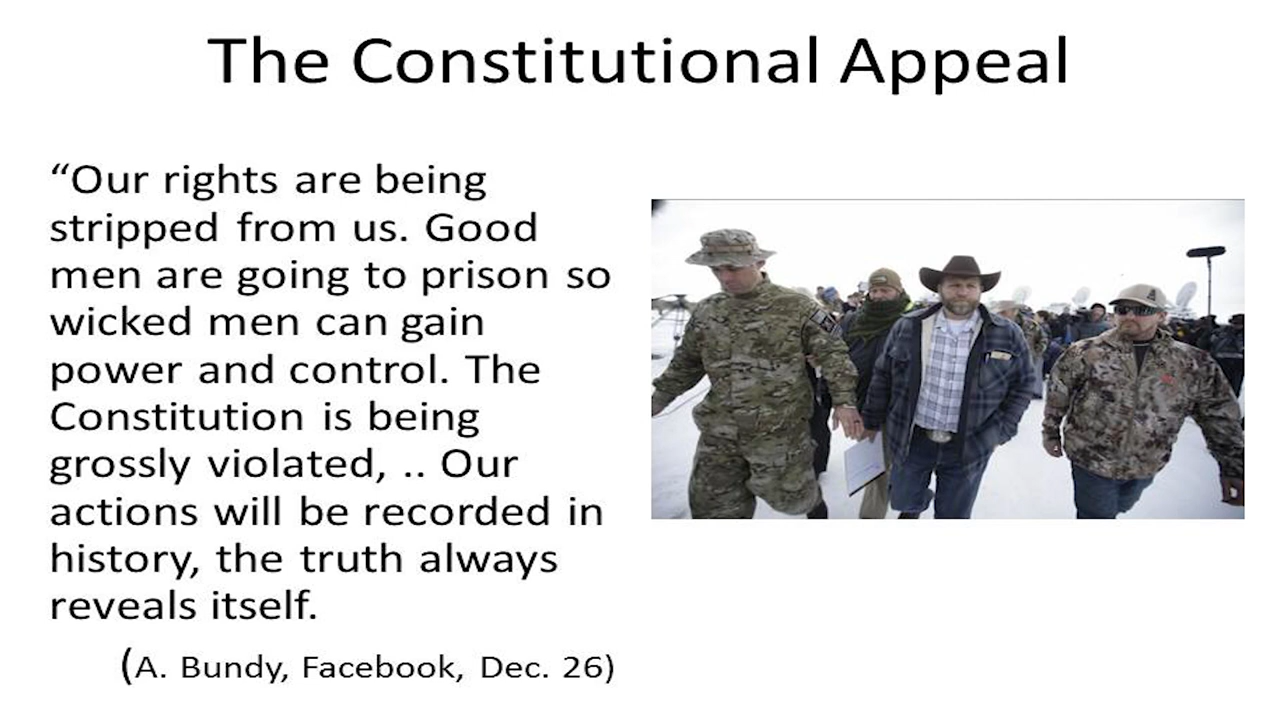 The Constitutional Appeal
“Our rights are being
stripped from us. Good
men are going to prison so
wicked men can gain
power and control. The
Constitution is being
grossly violated, .. Our
actions will be recorded in
history, the truth always
reveals itself.
(A. Bundy, Facebook, Dec. 26)